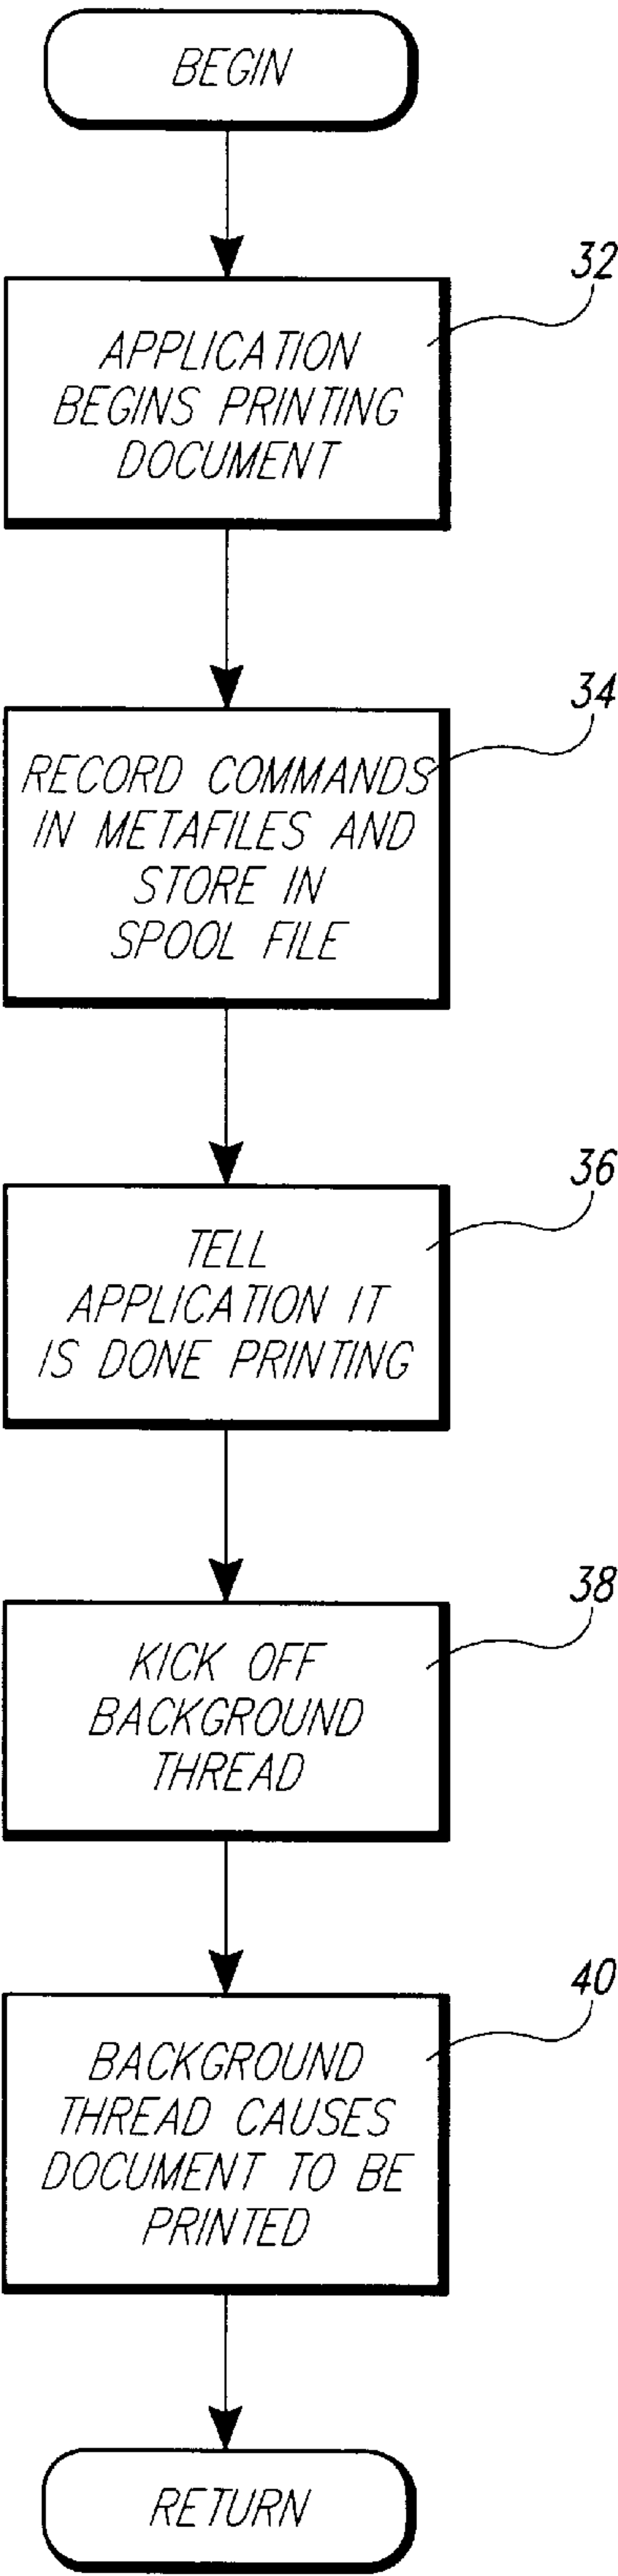 BEGIN
32
APPLICATION
BEGINS PRINTING
DOCUMENT
34
RECORD COMMANDS
IN METAFILES AND
STORE IN
SPOOL FILE
36
TELL
APPLICATION IT
IS DONE PRINTING
38
KICK OFF
BACKGROUND
THREAD
40
BACKGROUND
THREAD CAUSES
DOCUMENT TO BE
PRINTED
RETURN